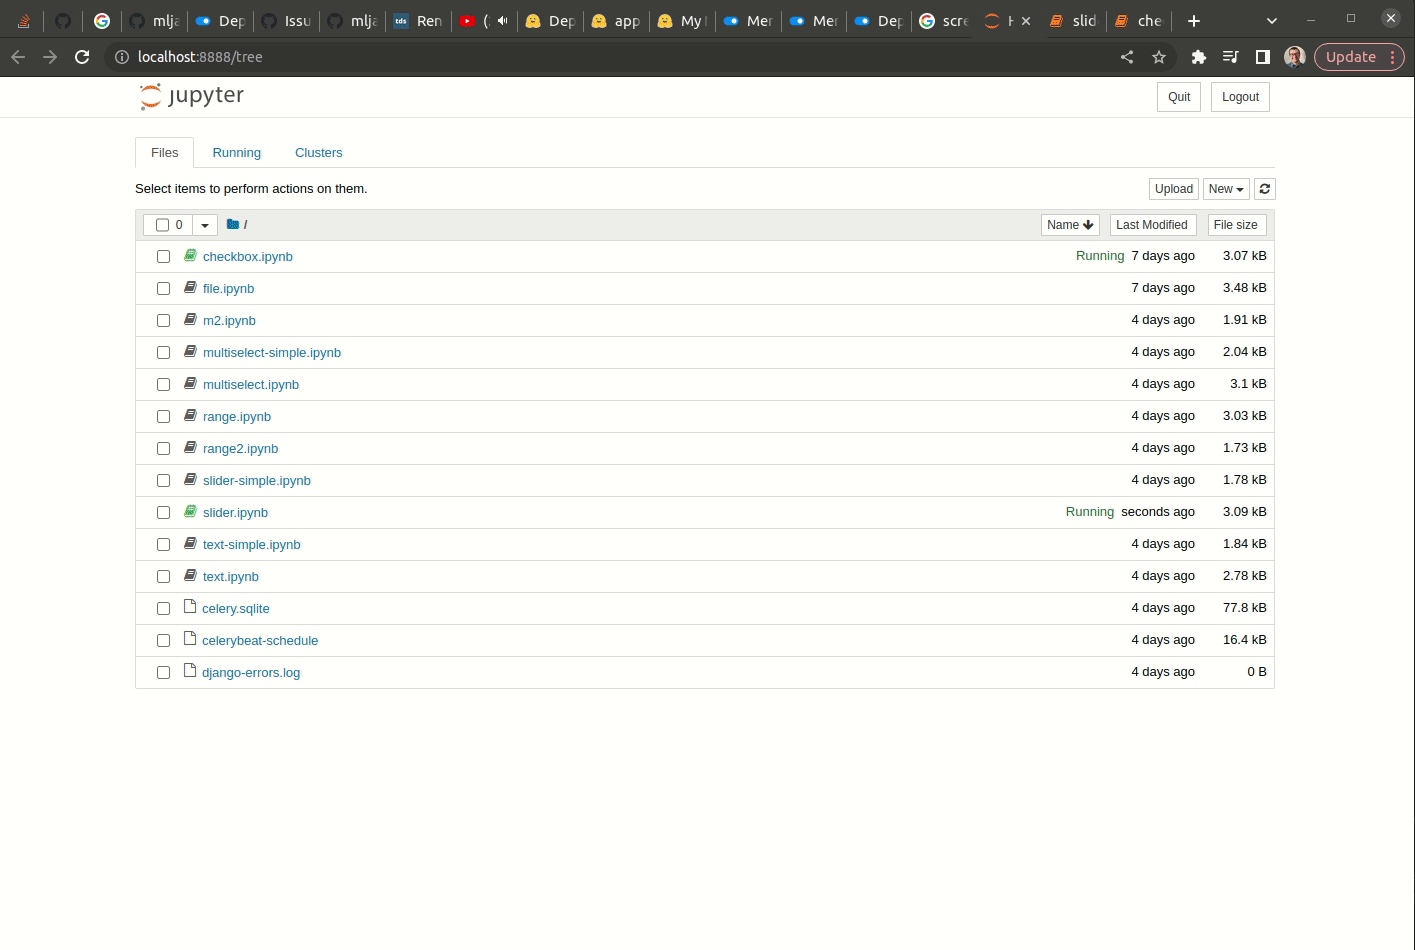 mlja Dep Issu mlja tds Ren ( Dep app My Mer Mer Dep scre slid che
localhost:8888/tree Update
jupyter Quit Logout
Files Running Clusters
Select items to perform actions on them. Upload New
0 / Name Last Modified File size
checkbox.ipynb Running 7 days ago 3.07 kB
file.ipynb 7 days ago 3.48 kB
m2.ipynb 4 days ago 1.91 kB
multiselect-simple.ipynb 4 days ago 2.04 kB
multiselect.ipynb 4 days ago 3.1 kB
range.ipynb 4 days ago 3.03 kB
range2.ipynb 4 days ago 1.73 kB
slider-simple.ipynb 4 days ago 1.78 kB
slider.ipynb Running seconds ago 3.09 kB
text-simple.ipynb 4 days ago 1.84 kB
text.ipynb 4 days ago 2.78 kB
celery.sqlite 4 days ago 77.8 kB
celerybeat-schedule 4 days ago 16.4 kB
django-errors.log 4 days ago 0 B